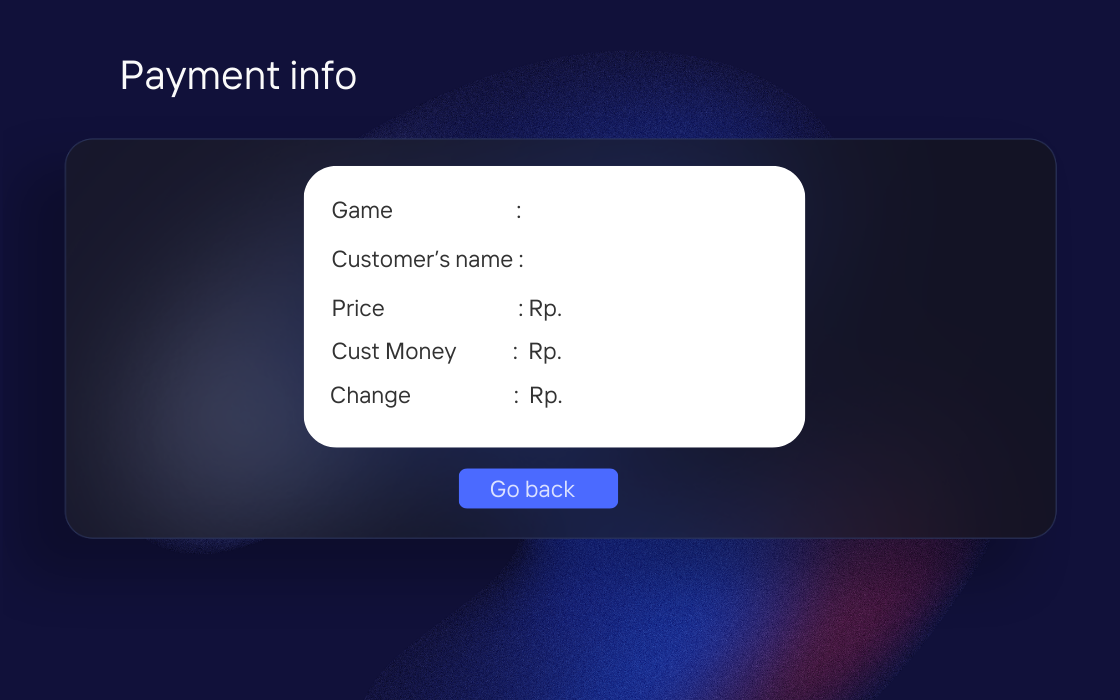 Payment info
Game :
Customer’s name :
Price : Rp.
Cust Money : Rp.
Change : Rp.
Go back